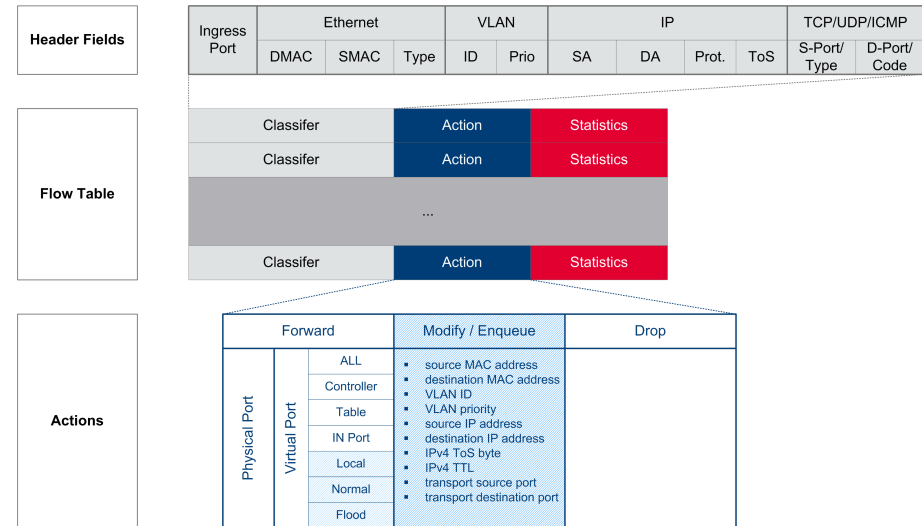 Header Fields
Ingress
Port
Ethernet
VLAN
IP
TCP/UDP/ICMP
DMAC
SMAC
Type
ID
Prio
SA
DA
Prot.
ToS
S-Port/
Type
D-Port/
Code
Flow Table
Classifer
Action
Statistics
Classifer
Action
Statistics
...
Classifer
Action
Statistics
Actions
Forward
Modify / Enqueue
Drop
Physical Port
Virtual Port
ALL
Controller
Table
IN Port
Local
Normal
Flood
▪ source MAC address
▪ destination MAC address
▪ VLAN ID
▪ VLAN priority
▪ source IP address
▪ destination IP address
▪ IPv4 ToS byte
▪ IPv4 TTL
▪ transport source port
▪ transport destination port